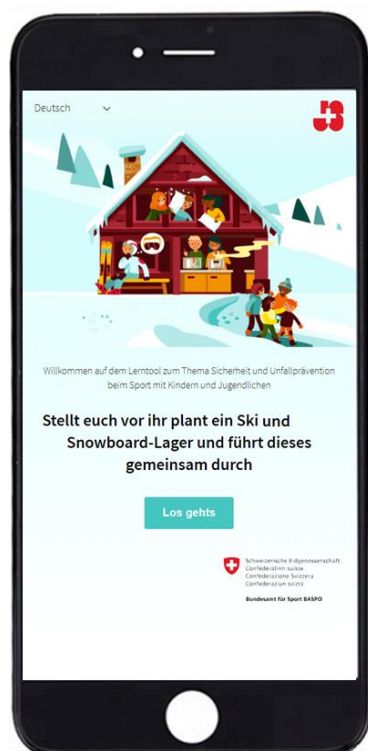 Deutsch
Willkommen auf dem Lerntool zum Thema Sicherheit und Unfallprävention
beim Sport mit Kindern und Jugendlichen
Stellt euch vor ihr plant ein Ski und
Snowboard-Lager und führt dieses
gemeinsam durch
Los gehts
Schweizerische Eidgenossenschaft
Confédération suisse
Confederazione Svizzera
Confederaziun svizra
Bundesamt für Sport BASPO